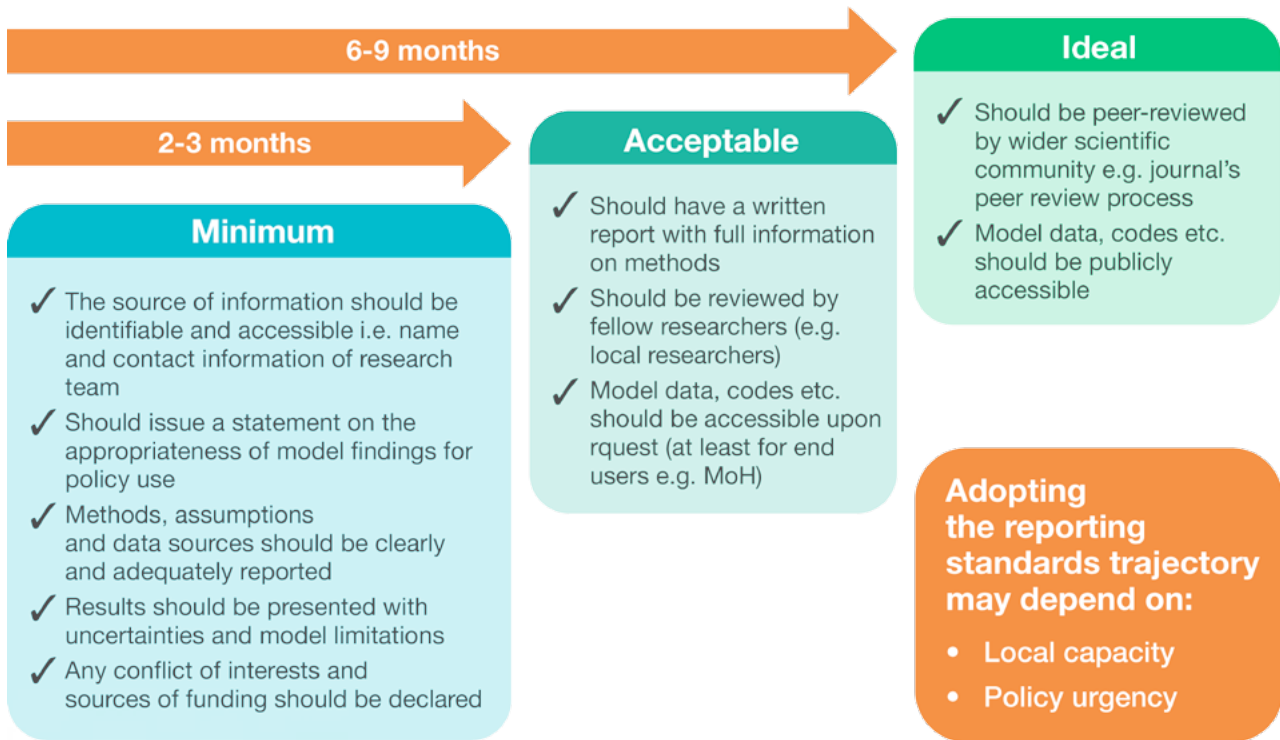 6-9 months
2-3 months
Minimum
✓ The source of information should be
identifiable and accessible i.e. name
and contact information of research
team
✓ Should issue a statement on the
appropriateness of model findings for
policy use
✓ Methods, assumptions
and data sources should be clearly
and adequately reported
✓ Results should be presented with
uncertainties and model limitations
✓ Any conflict of interests and
sources of funding should be declared
Acceptable
✓ Should have a written
report with full information
on methods
✓ Should be reviewed by
fellow researchers (e.g.
local researchers)
✓ Model data, codes etc.
should be accessible upon
rquest (at least for end
users e.g. MoH)
Ideal
✓ Should be peer-reviewed
by wider scientific
community e.g. journal’s
peer review process
✓ Model data, codes etc.
should be publicly
accessible
Adopting
the reporting
standards trajectory
may depend on:
• Local capacity
• Policy urgency